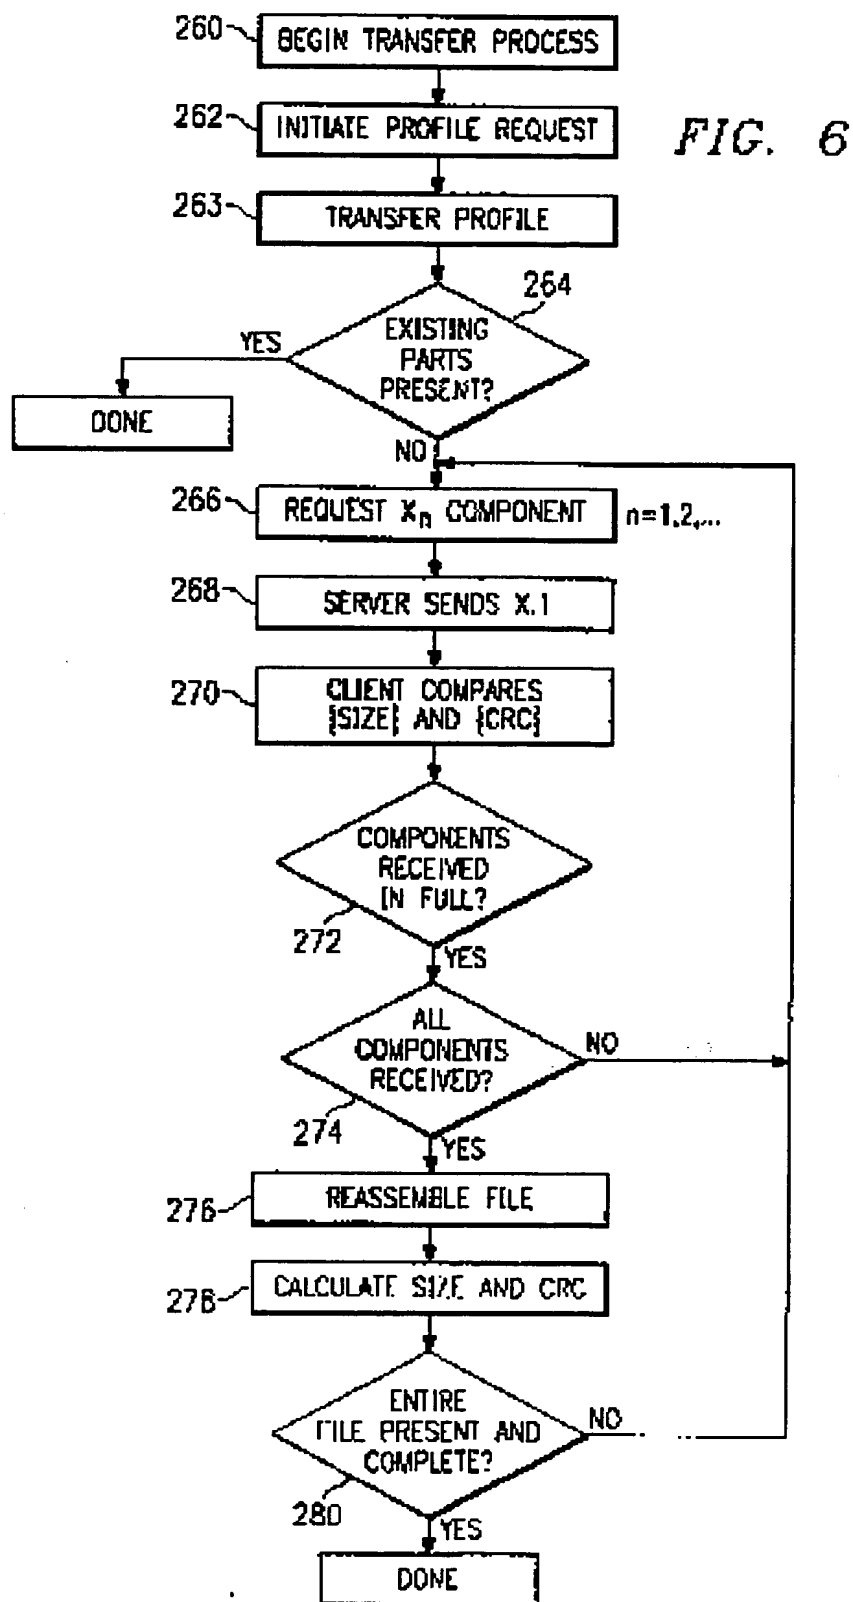 260
BEGIN TRANSFER PROCESS
262
INITIATE PROFILE REQUEST
FIG. 6
263
TRANSFER PROFILE
264
EXISTING
PARTS
PRESENT?
YES
DONE
NO
266
REQUEST Xn COMPONENT
n=1,2,...
268
SERVER SENDS X.1
270
CLIENT COMPARES
{SIZE} AND {CRC}
COMPONENTS
RECEIVED
IN FULL?
272
YES
ALL
COMPONENTS
RECEIVED?
NO
274
YES
276
REASSEMBLE FILE
278
CALCULATE SIZE AND CRC
ENTIRE
FILE PRESENT AND
COMPLETE?
NO
280
YES
DONE